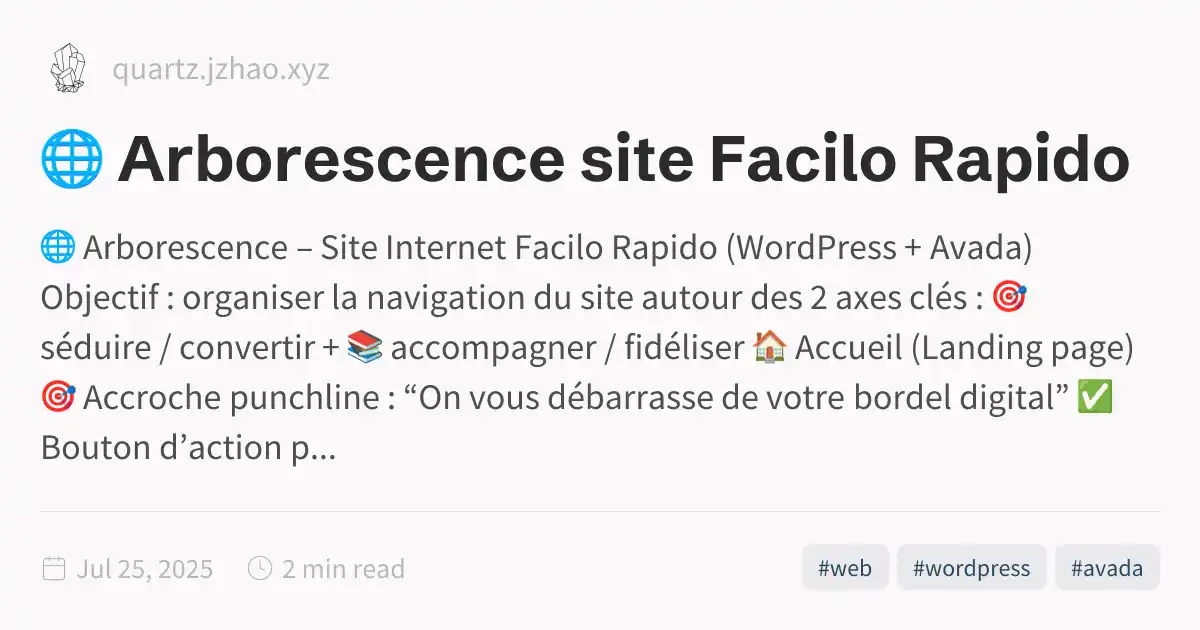 quartz.jzhao.xyz
🌐 Arborescence site Facilo Rapido
🌐 Arborescence – Site Internet Facilo Rapido (WordPress + Avada)
Objectif : organiser la navigation du site autour des 2 axes clés : 🎯
séduire / convertir + 📚 accompagner / fidéliser 🏠 Accueil (Landing page)
🎯 Accroche punchline : “On vous débarrasse de votre bordel digital” ✅
Bouton d’action p...
Jul 25, 2025 2 min read #web #wordpress #avada